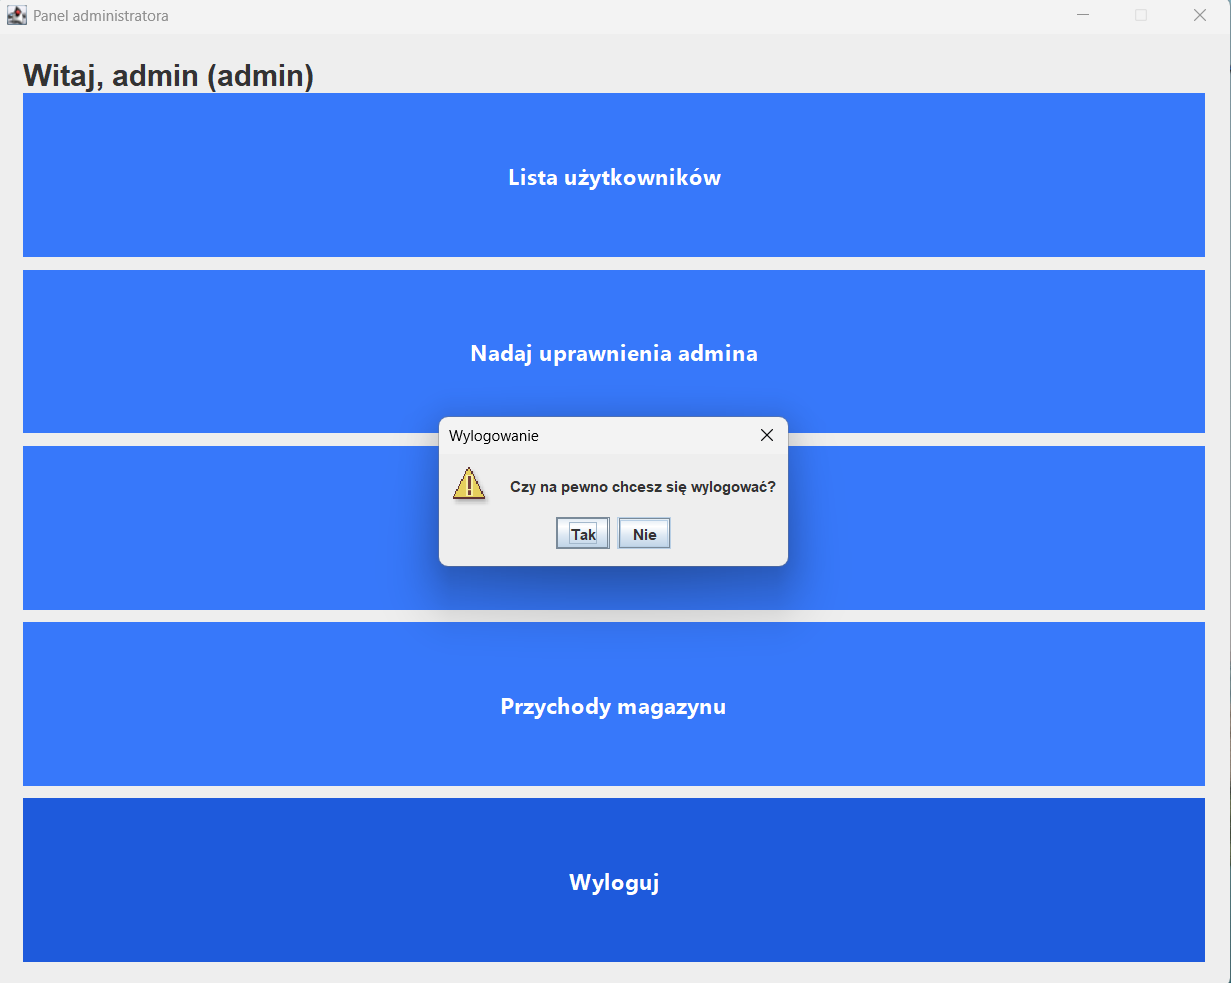 Panel administratora
Witaj, admin (admin)
Lista użytkowników
Nadaj uprawnienia admina
Wylogowanie
Czy na pewno chcesz się wylogować?
Tak
Nie
Przychody magazynu
Wyloguj